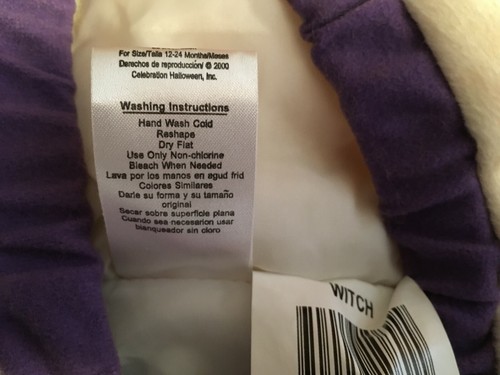 For Size/Talla 12-24 Months/Meses
Derechos de reproducción/ © 2000
Celebration Halloween, Inc.
Washing Instructions
Hand Wash Cold
Reshape
Dry Flat
Use Only Non-chlorine
Bleach When Needed
Lava por los manos en agud frid
Colores Similares
Darle su forma y su tamaño
original
Secar sobre superficie plana
Cuando sea necesarion usar
blanqueador sin cloro
WITCH